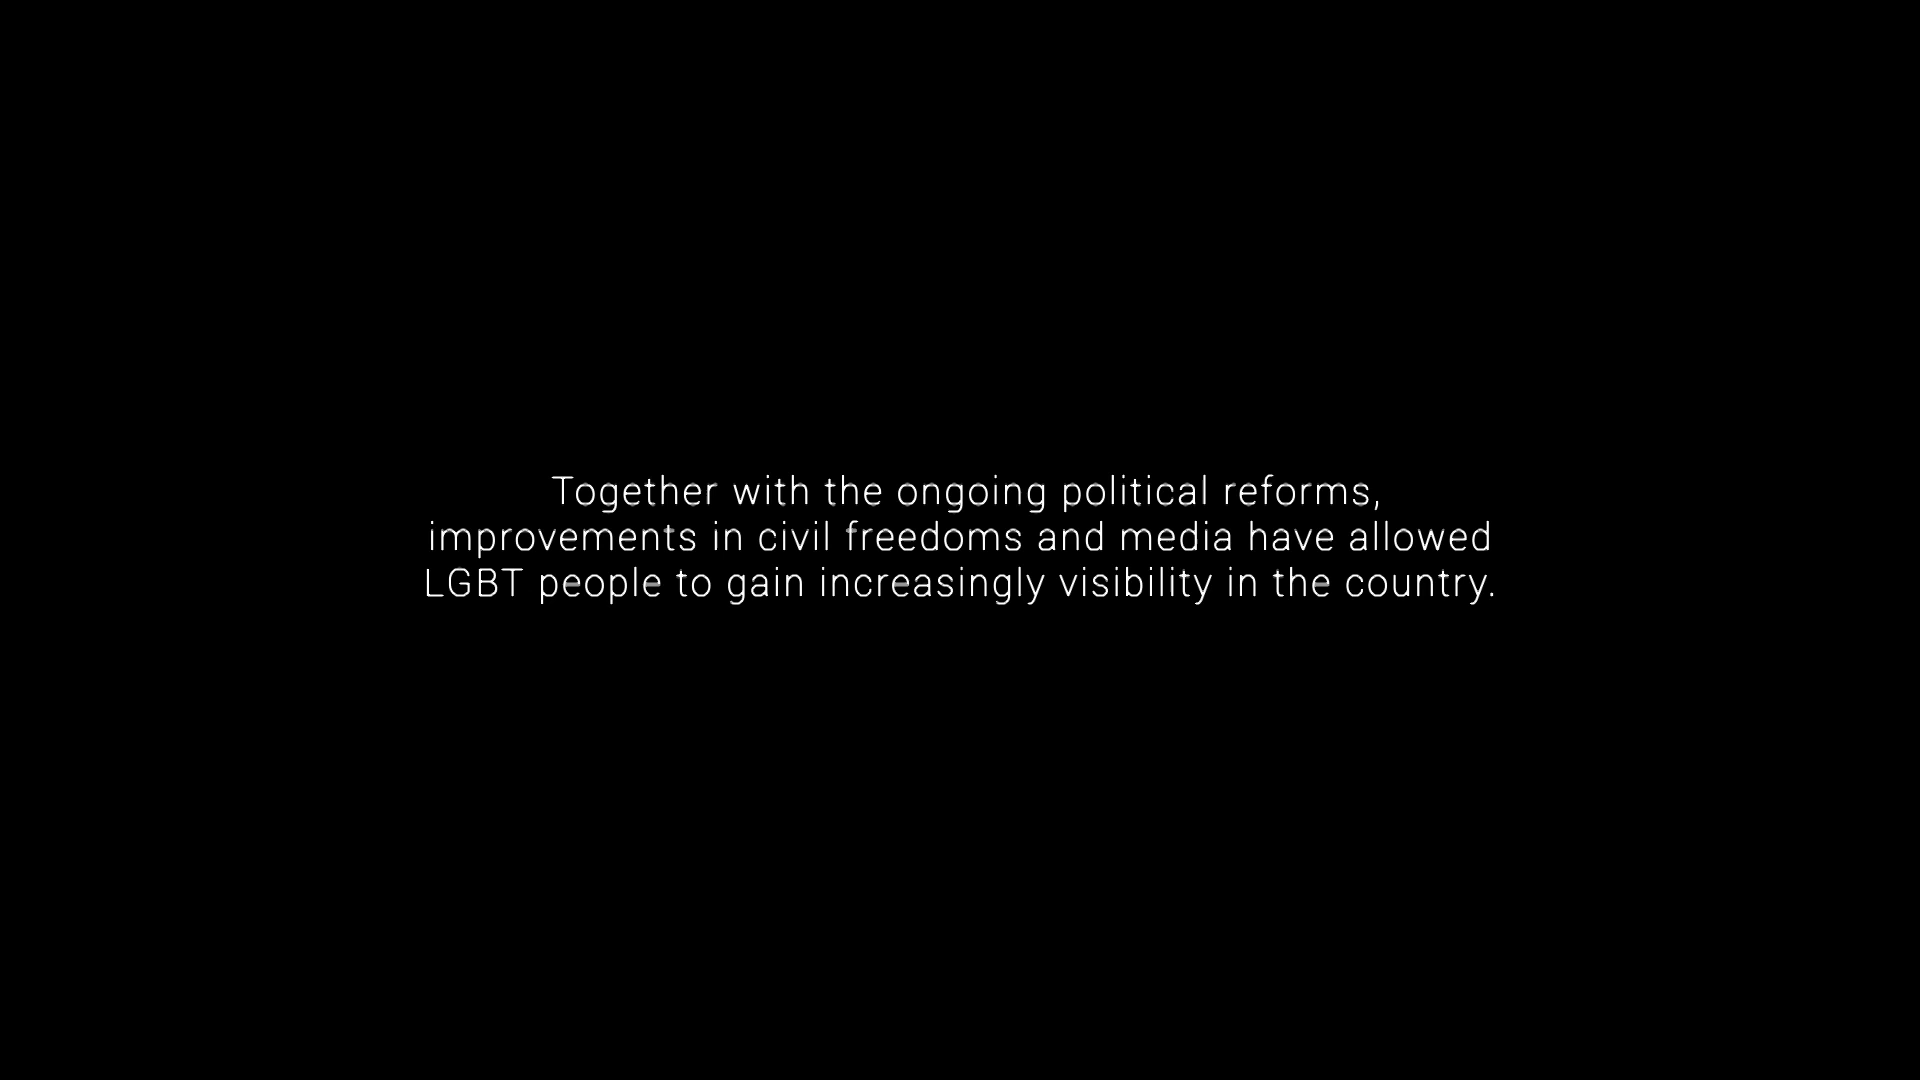 Together with the ongoing political reforms,
improvements in civil freedoms and media have allowed
LGBT people to gain increasingly visibility in the country.